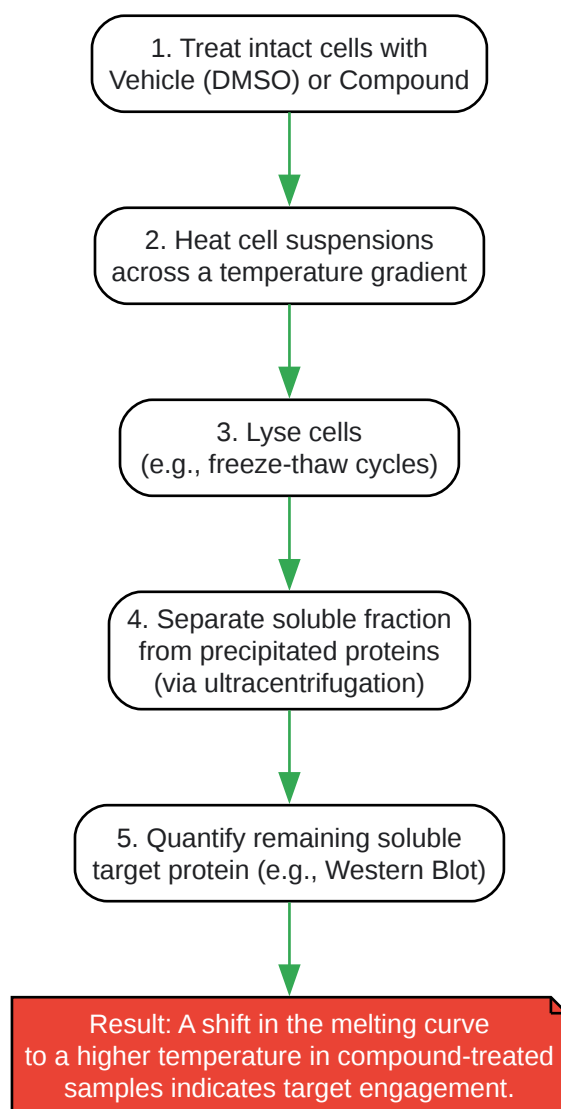 1. Treat intact cells with
Vehicle (DMSO) or Compound
2. Heat cell suspensions
across a temperature gradient
3. Lyse cells
(e.g., freeze-thaw cycles)
4. Separate soluble fraction
from precipitated proteins
(via ultracentrifugation)
5. Quantify remaining soluble
target protein (e.g., Western Blot)
Result: A shift in the melting curve
to a higher temperature in compound-treated
samples indicates target engagement.